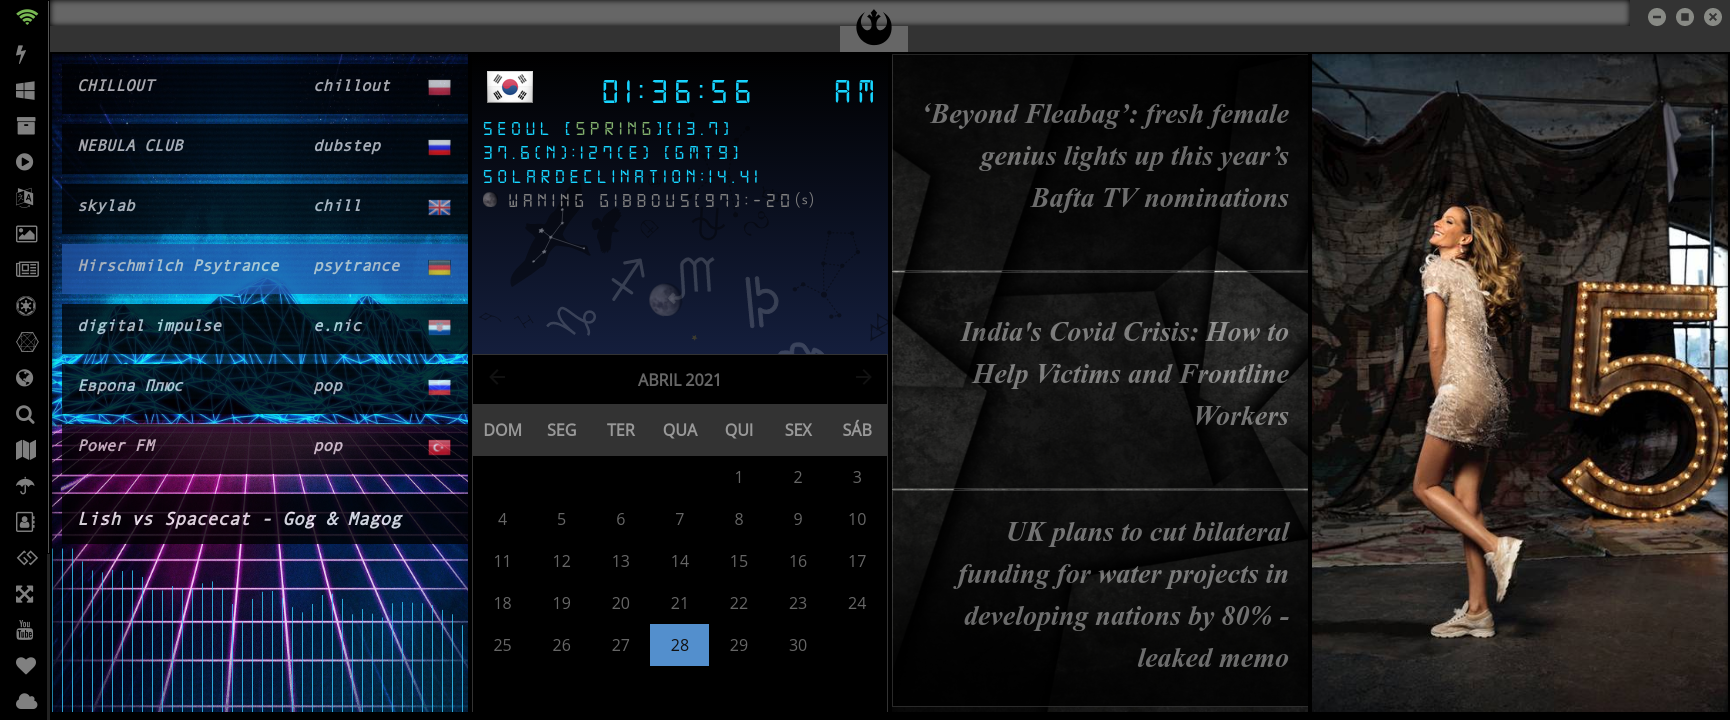 CHILLOUT chillout
NEBULA CLUB dubstep
skylab chill
Hirschmilch Psytrance psytrance
digital impulse e.nic
Европа Плюс pop
Power FM pop
Lish vs Spacecat - Gog & Magog
01:36:56 AM
SEOUL [SPRING][13.7]
37.6(N):127(E) [GMT9]
SOLARDECLINATION:14.41
WANING GIBBOUS[97]:-20(s)
ABRIL 2021
DOM SEG TER QUA QUI SEX SÁB
1 2 3
4 5 6 7 8 9 10
11 12 13 14 15 16 17
18 19 20 21 22 23 24
25 26 27 28 29 30
‘Beyond Fleabag’: fresh female
genius lights up this year’s
Bafta TV nominations
India's Covid Crisis: How to
Help Victims and Frontline
Workers
UK plans to cut bilateral
funding for water projects in
developing nations by 80% -
leaked memo
5
You
Tube